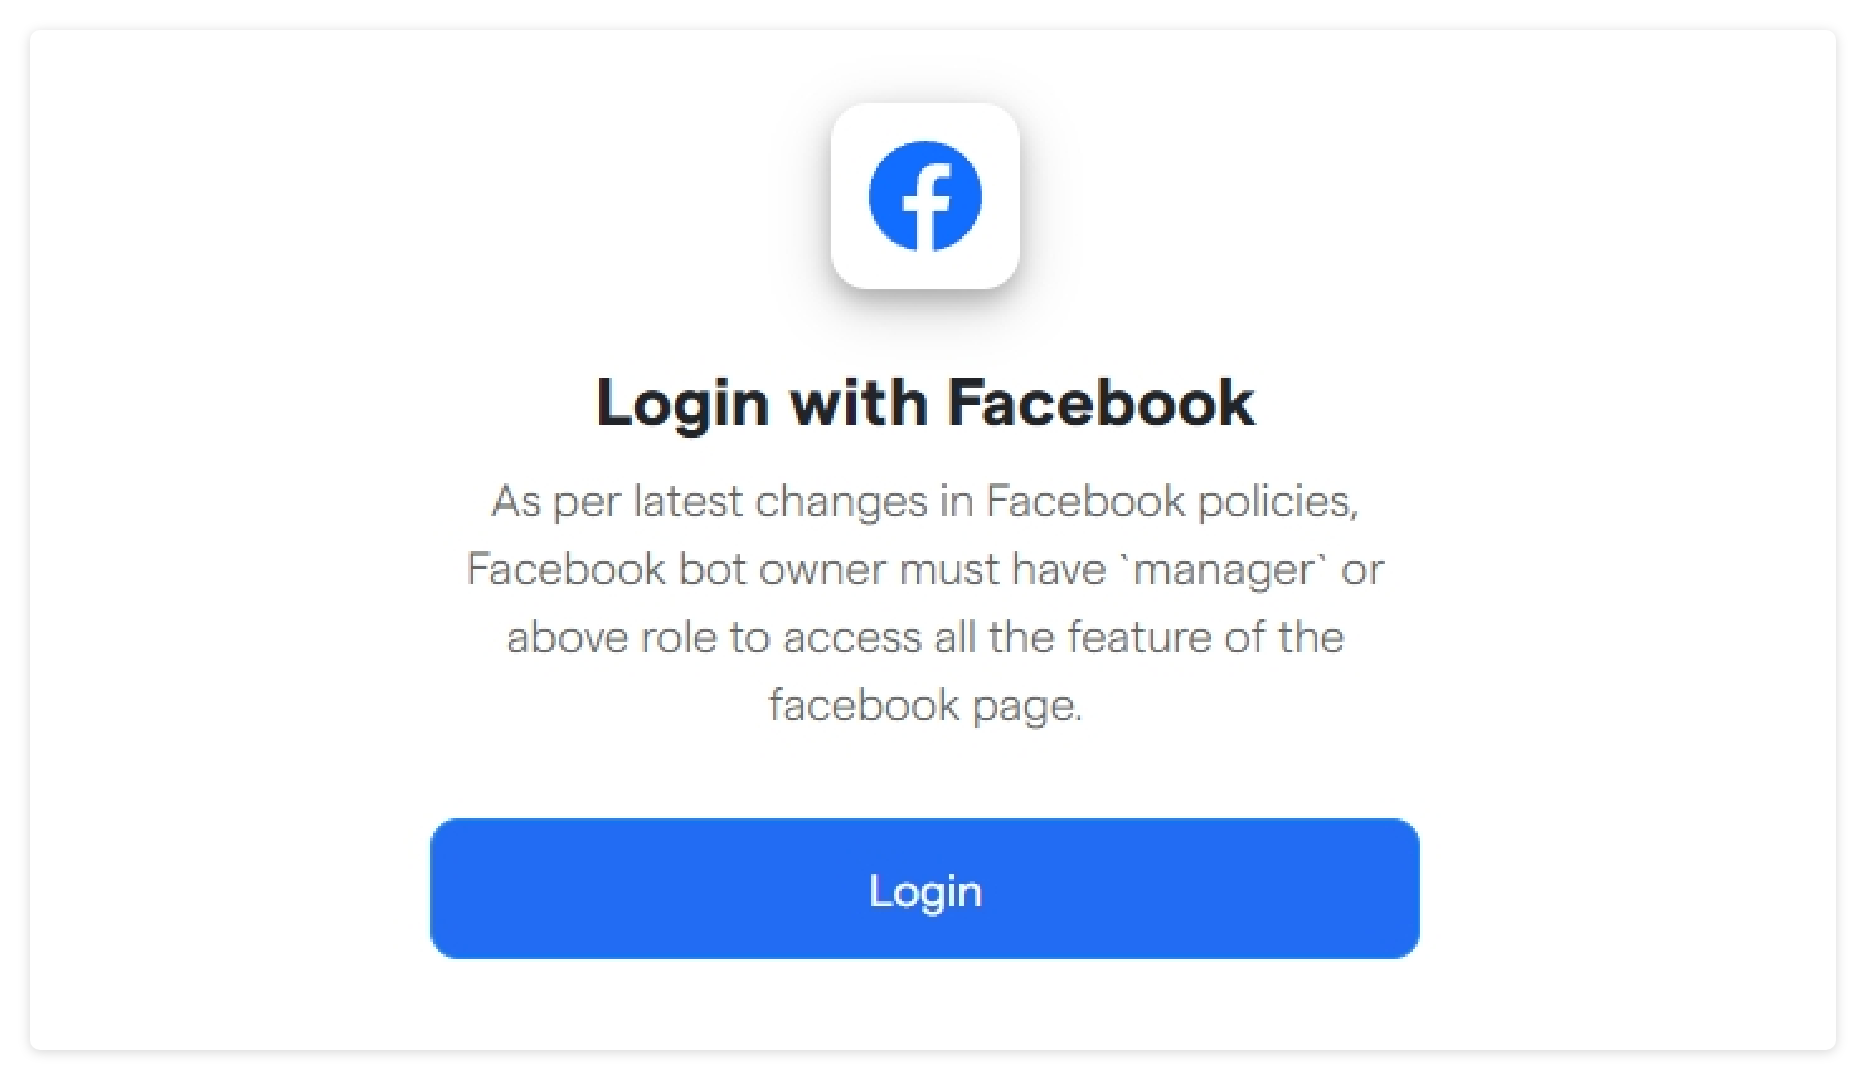 Login with Facebook
As per latest changes in Facebook policies,
Facebook bot owner must have `manager` or
above role to access all the feature of the
facebook page.
Login